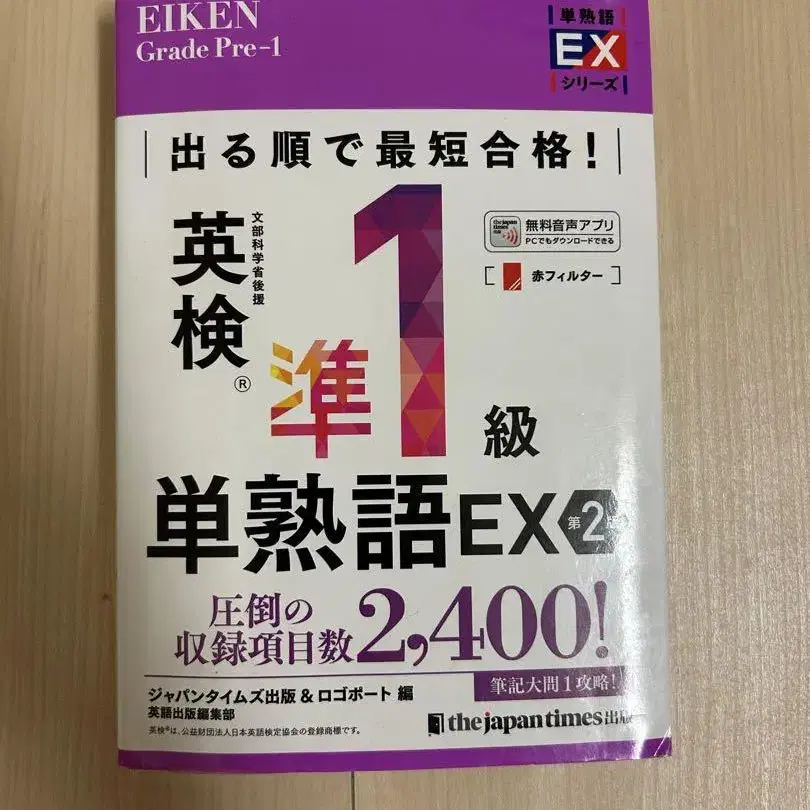 EIKEN
Grade Pre-1
単熟語
EX
シリーズ
出る順で最短合格!
英検®
文部科学省後援
準1級
the japan times 出版
無料音声アプリ
PCでもダウンロードできる
赤フィルター
単熟語EX 第2版
圧倒の
収録項目数 2,400!
筆記大問1攻略!
ジャパンタイムズ出版 & ロゴポート 編
英語出版編集部
the japan times 出版
英検®は、公益財団法人日本英語検定協会の登録商標です。